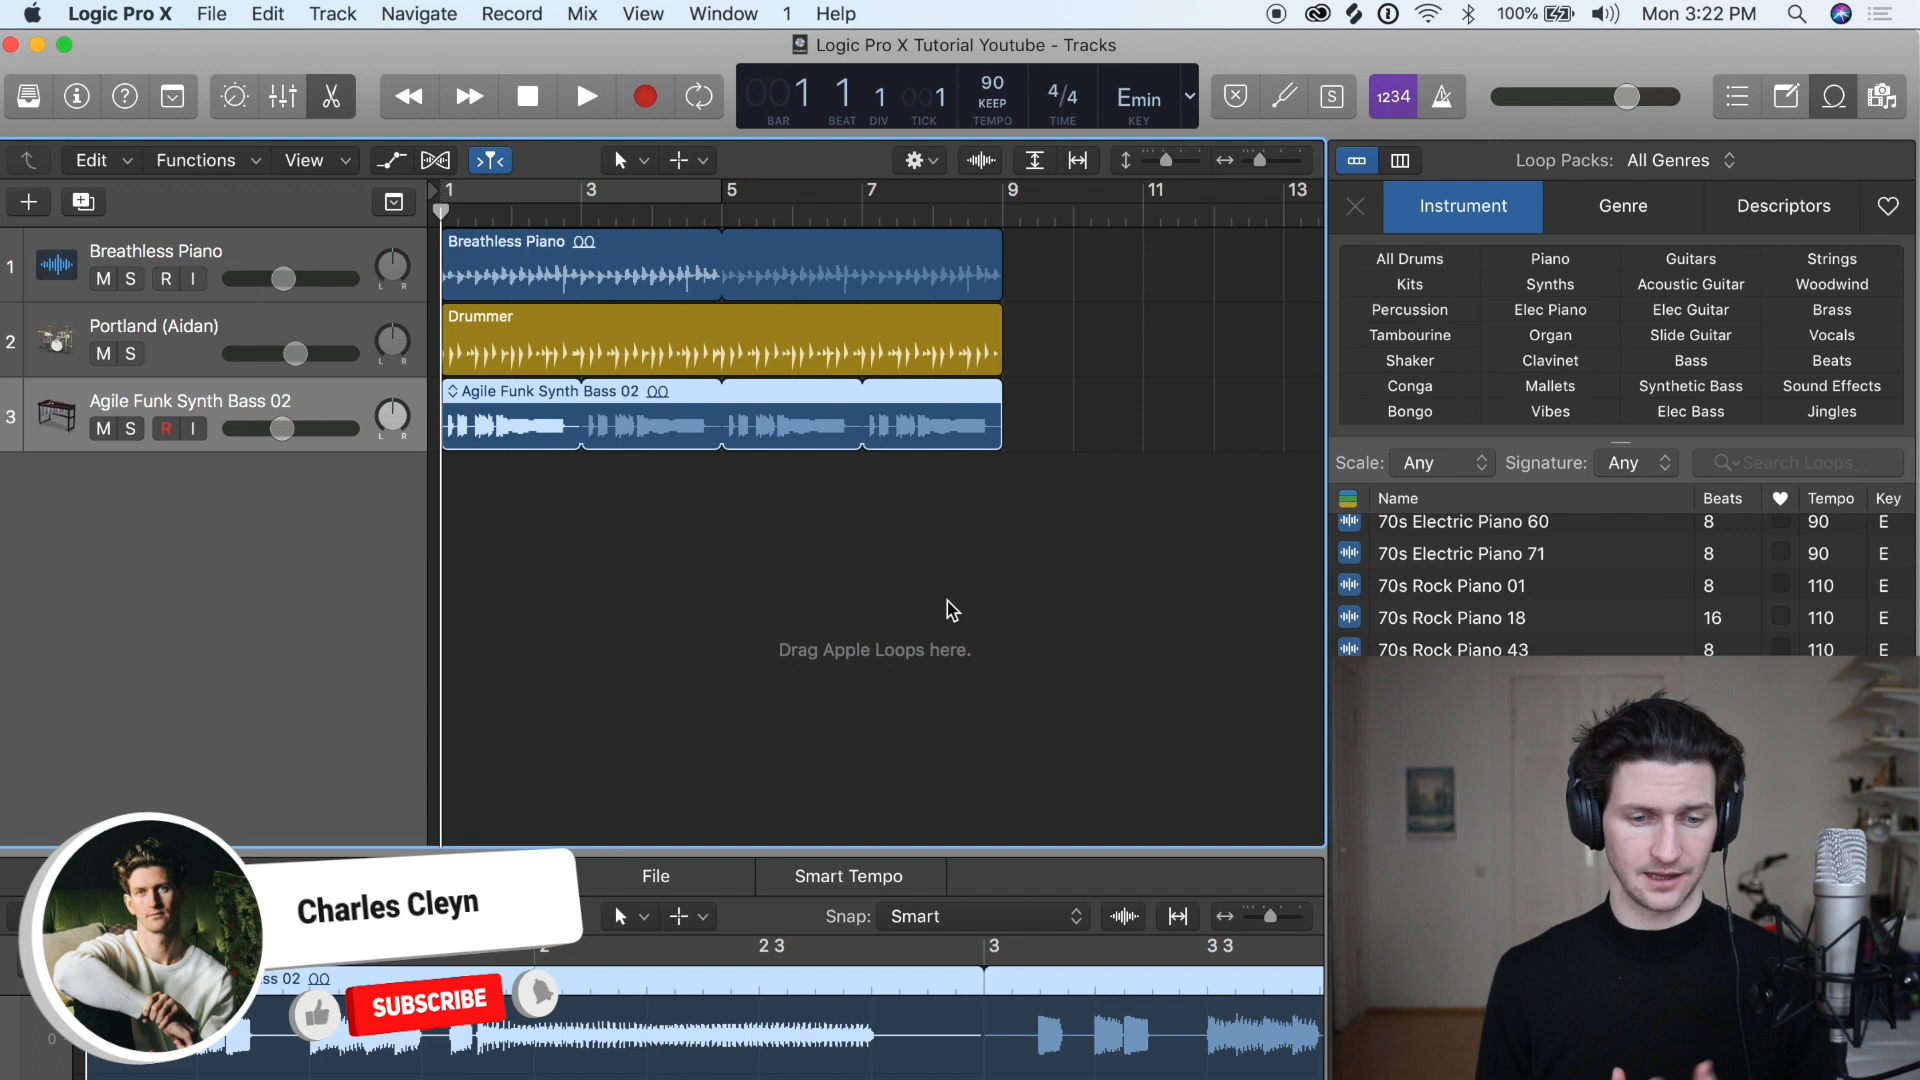 Logic Pro X File Edit Track Navigate Record Mix View Window 1 Help 100% Mon 3:22 PM
Logic Pro X Tutorial Youtube - Tracks
001 1 1 001 90 KEEP 4/4 Emin 1234
BAR BEAT DIV TICK TEMPO TIME KEY
Edit Functions View
Loop Packs: All Genres
1 3 5 7 9 11 13
Instrument Genre Descriptors
1 Breathless Piano
M S R I L R
Breathless Piano
2 Portland (Aidan)
M S L R
Drummer
3 Agile Funk Synth Bass 02
M S R I L R
Agile Funk Synth Bass 02
All Drums Piano Guitars Strings
Kits Synths Acoustic Guitar Woodwind
Percussion Elec Piano Elec Guitar Brass
Tambourine Organ Slide Guitar Vocals
Shaker Clavinet Bass Beats
Conga Mallets Synthetic Bass Sound Effects
Bongo Vibes Elec Bass Jingles
Scale: Any Signature: Any Search Loops
Name Beats Tempo Key
70s Electric Piano 60 8 90 E
70s Electric Piano 71 8 90 E
70s Rock Piano 01 8 110 E
70s Rock Piano 18 16 110 E
70s Rock Piano 43 8 110 E
Drag Apple Loops here.
File Smart Tempo
Snap: Smart
2 2 3 3 3 3
ss 02
0
Charles Cleyn
SUBSCRIBE